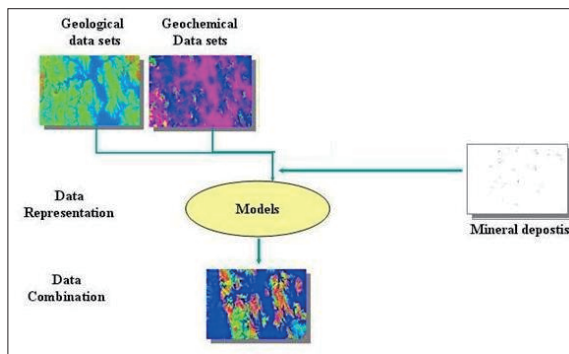 Geological
data sets
Geochemical
Data sets
Data
Representation
Models
Mineral depostis
Data
Combination